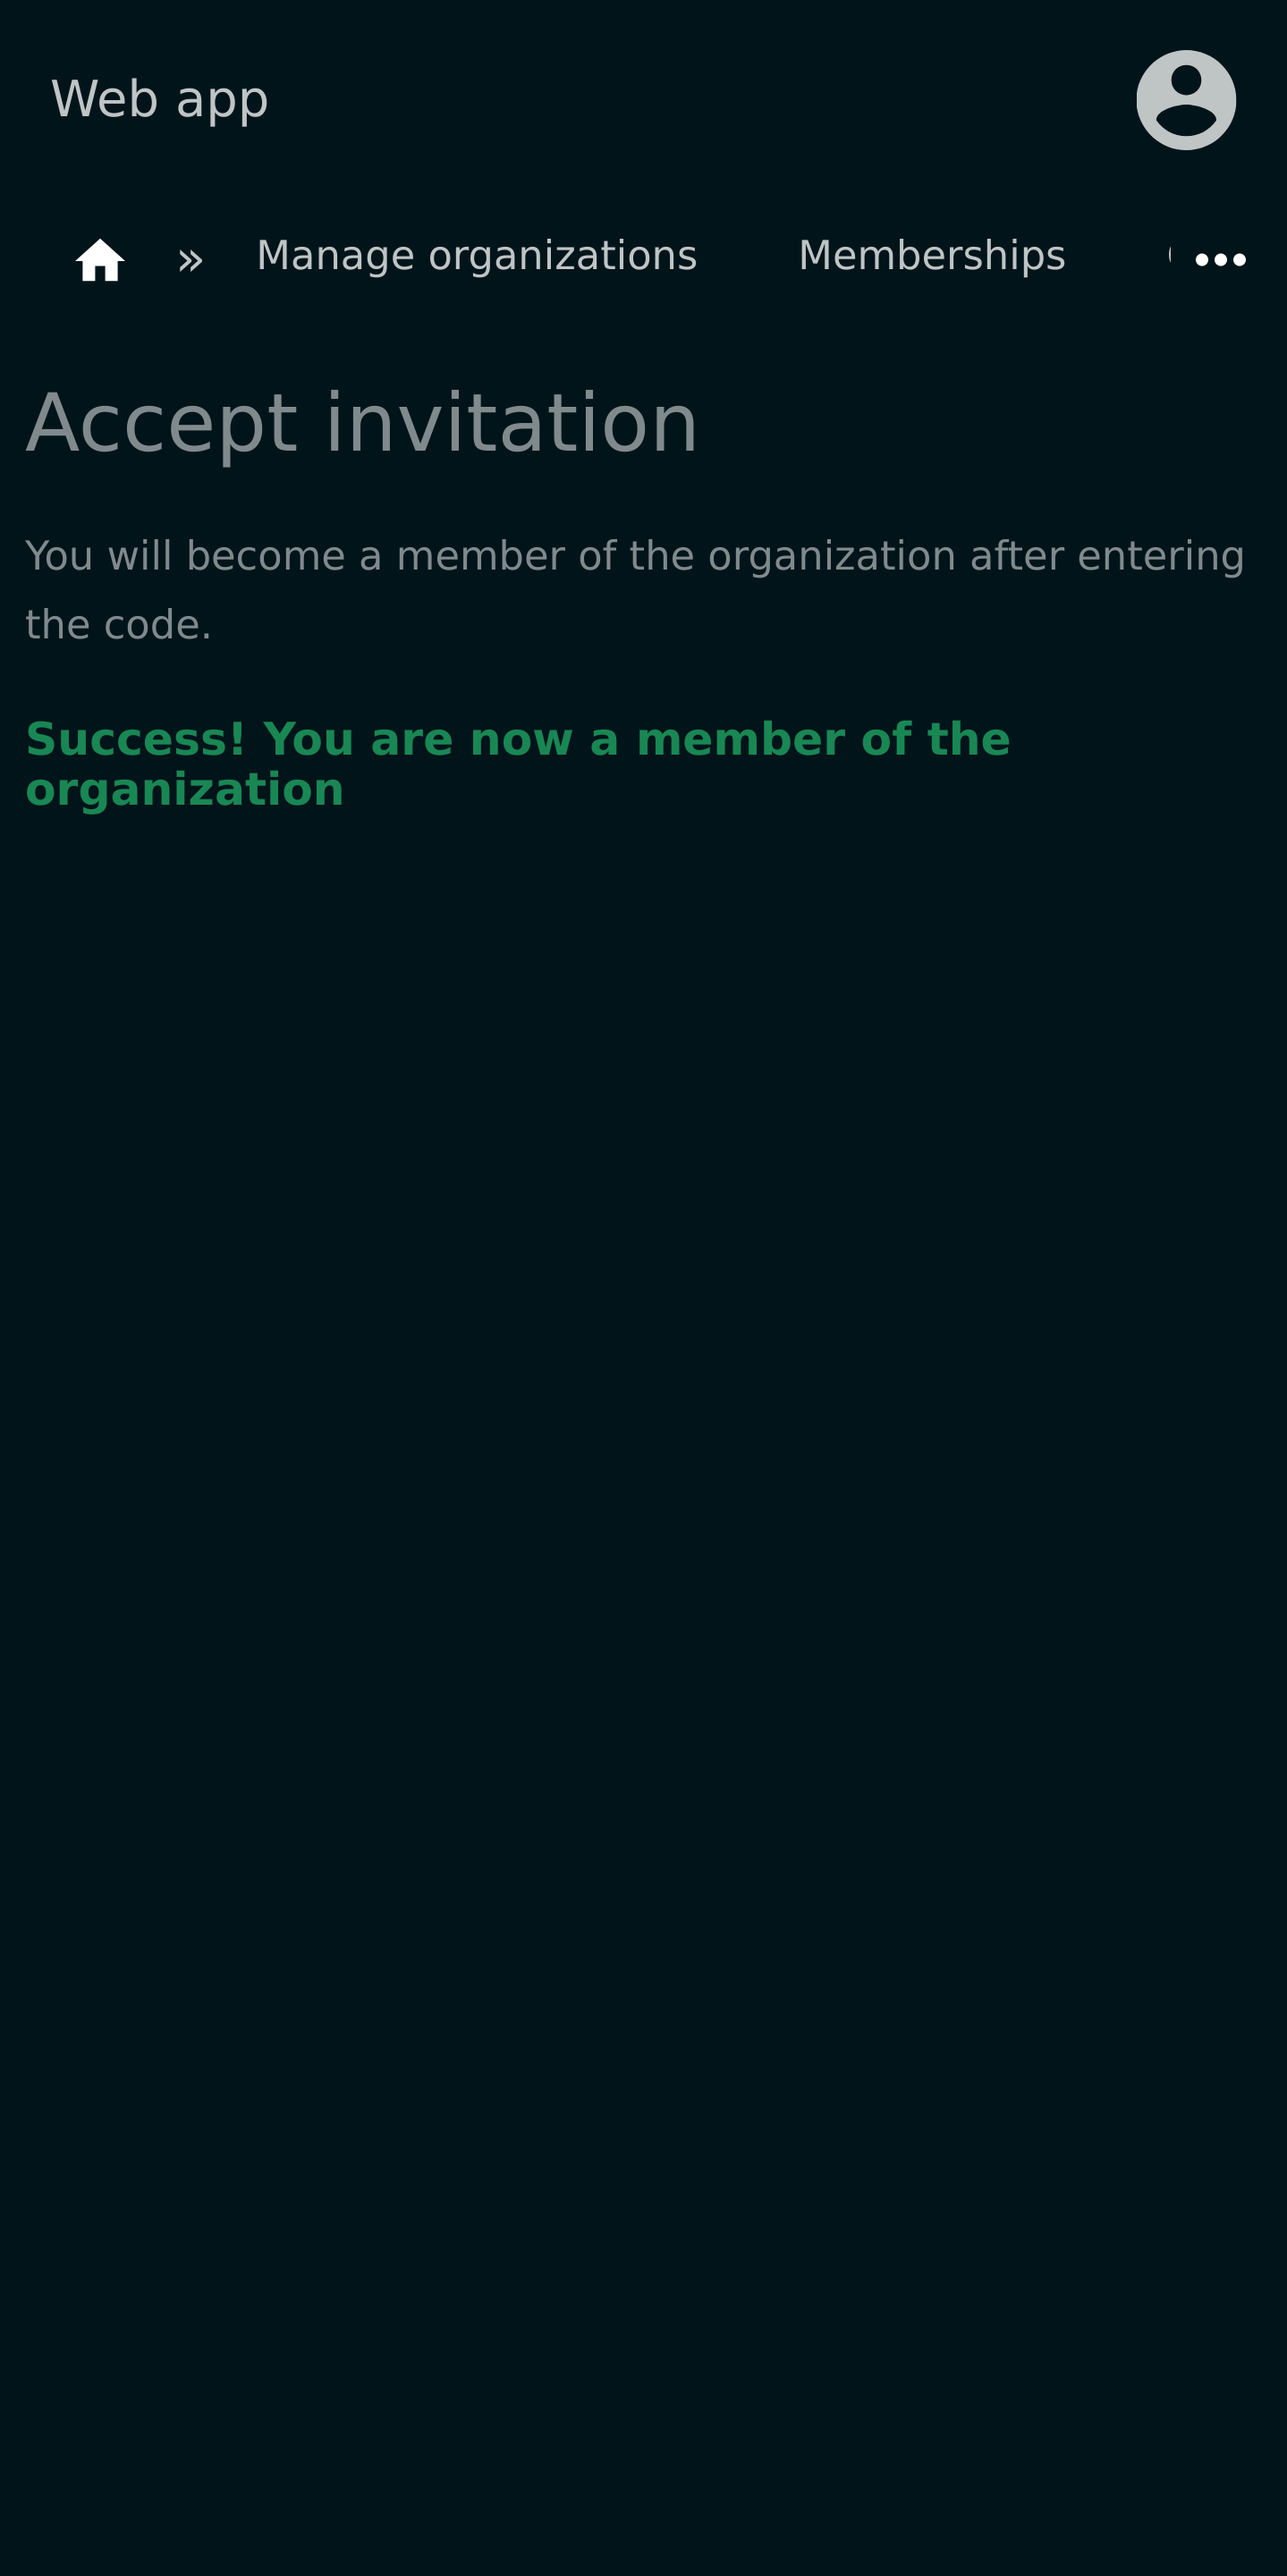 Web app
» Manage organizations Memberships
Accept invitation
You will become a member of the organization after entering
the code.
Success! You are now a member of the
organization